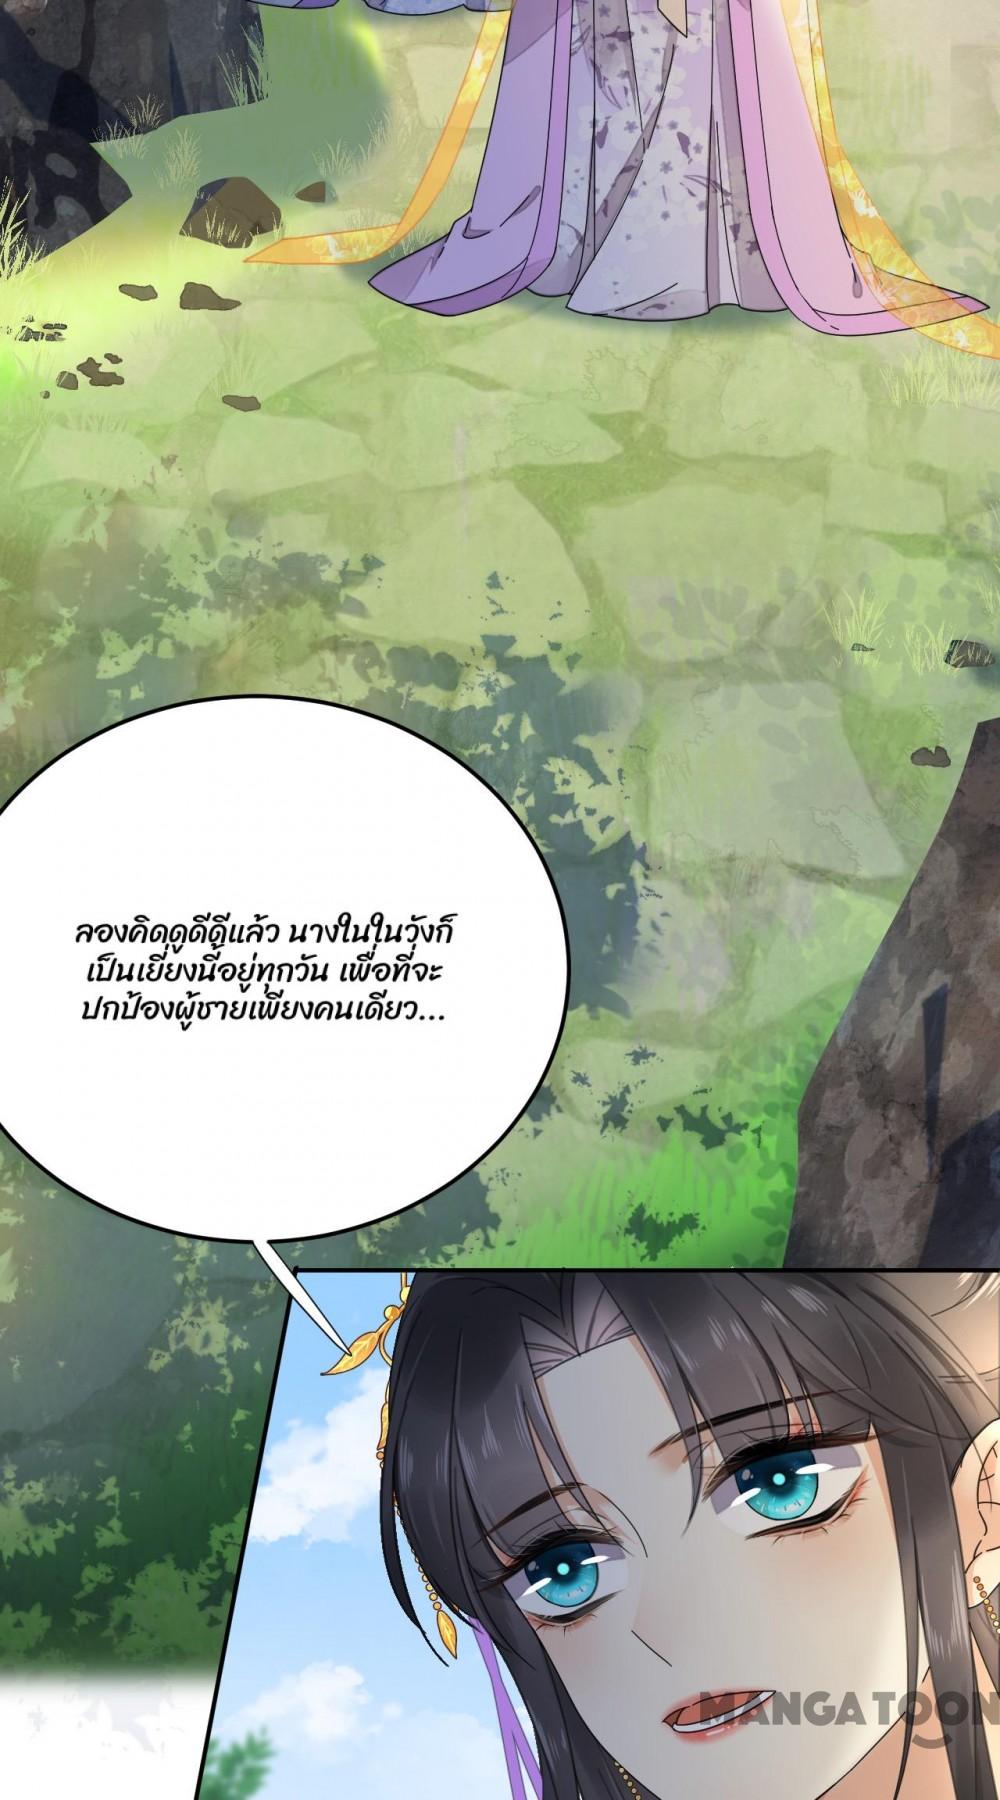 ลองคิดดูดีดีแล้ว นางในในวังก็
เป็นเยี่ยงนี้อยู่ทุกวัน เพื่อที่จะ
ปกป้องผู้ชายเพียงคนเดียว...
MANGATOON